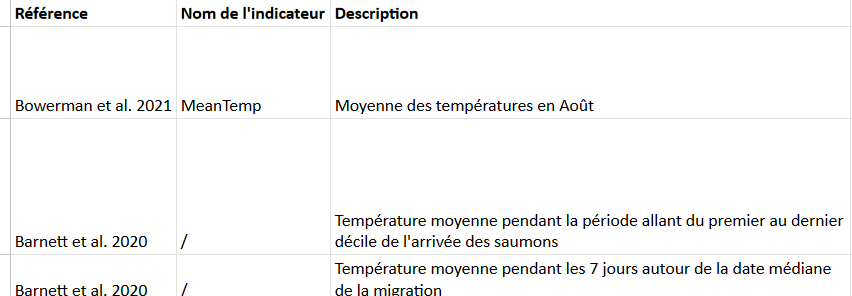 Référence Nom de l'indicateur Description
Bowerman et al. 2021 MeanTemp Moyenne des températures en Août
Température moyenne pendant la période allant du premier au dernier
Barnett et al. 2020 / décile de l'arrivée des saumons
Température moyenne pendant les 7 jours autour de la date médiane
Barnett et al. 2020 / de la migration